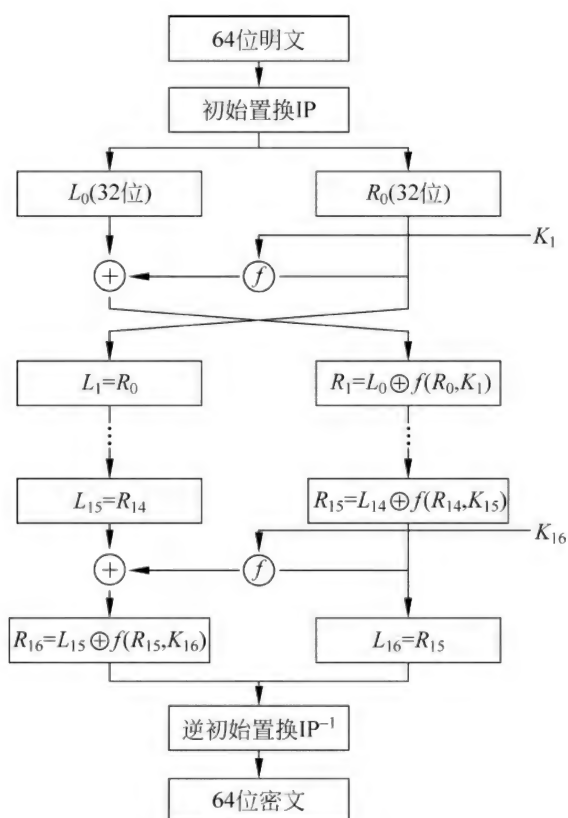 64位明文
初始置换IP
L₀(32位)
R₀(32位)
K₁
+
f
L₁=R₀
R₁=L₀⊕f(R₀,K₁)
L₁₅=R₁₄
R₁₅=L₁₄⊕f(R₁₄,K₁₅)
K₁₆
+
f
R₁₆=L₁₅⊕f(R₁₅,K₁₆)
L₁₆=R₁₅
逆初始置换IP⁻¹
64位密文